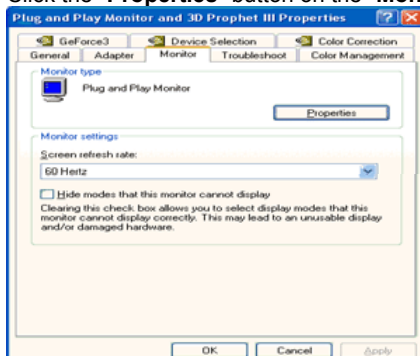 Click the "Properties" button on the "Mon
Plug and Play Monitor and 3D Prophet III Properties
GeForce3 Device Selection Color Correction
General Adapter Monitor Troubleshoot Color Management
Monitor type
Plug and Play Monitor
Properties
Monitor settings
Screen refresh rate:
60 Hertz
Hide modes that this monitor cannot display
Clearing this check box allows you to select display modes that this
monitor cannot display correctly. This may lead to an unusable display
and/or damaged hardware.
OK Cancel Apply